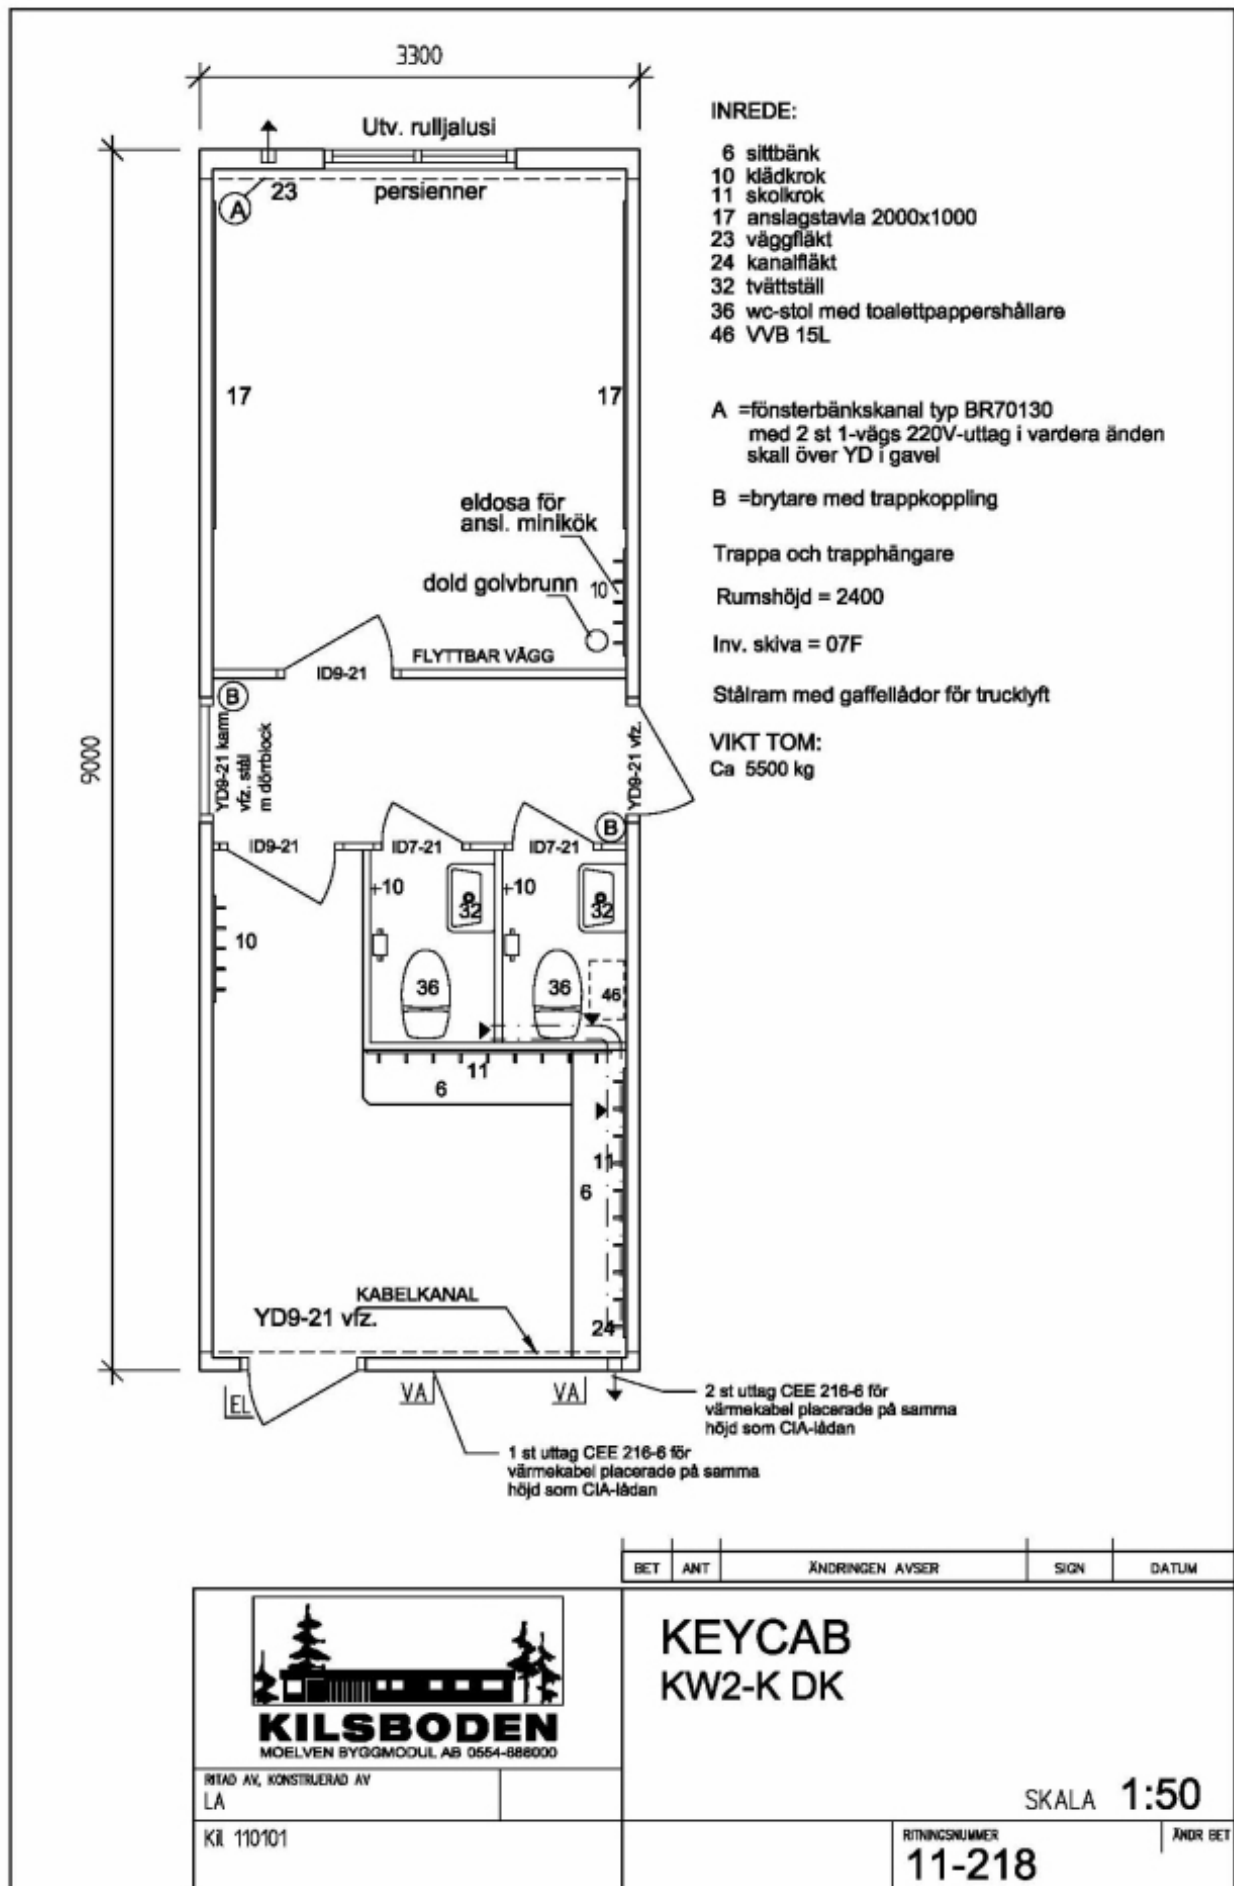 3300
Utv. rulljalusi
23
persienner
A
17
17
eldosa för
ansl. minikök
dold golvbrunn
10
FLYTTBAR VÄGG
ID9-21
B
YD9-21 karm
vfz. stål
m dörrblock
YD9-21 vfz.
9000
B
ID9-21
ID7-21
ID7-21
+10
32
+10
32
10
36
36
46
11
6
11
6
KABELKANAL
YD9-21 vfz.
24
EL
VA
VA
2 st uttag CEE 216-6 för
värmekabel placerade på samma
höjd som CIA-lådan
1 st uttag CEE 216-6 för
värmekabel placerade på samma
höjd som CIA-lådan
INREDE:
6 sittbänk
10 klädkrok
11 skolkrok
17 anslagstavla 2000x1000
23 väggfläkt
24 kanalfläkt
32 tvättställ
36 wc-stol med toalettpappershållare
46 VVB 15L
A =fönsterbänkskanal typ BR70130
med 2 st 1-vägs 220V-uttag i vardera änden
skall över YD i gavel
B =brytare med trappkoppling
Trappa och trapphängare
Rumshöjd = 2400
Inv. skiva = 07F
Stålram med gaffellådor för trucklyft
VIKT TOM:
Ca 5500 kg
BET ANT ÄNDRINGEN AVSER SIGN DATUM
KILSBODEN
MOELVEN BYGGMODUL AB 0554-688000
KEYCAB
KW2-K DK
RITAD AV, KONSTRUERAD AV
LA
SKALA 1:50
Kil 110101
RITNINGSNUMMER
11-218
ÄNDR BET